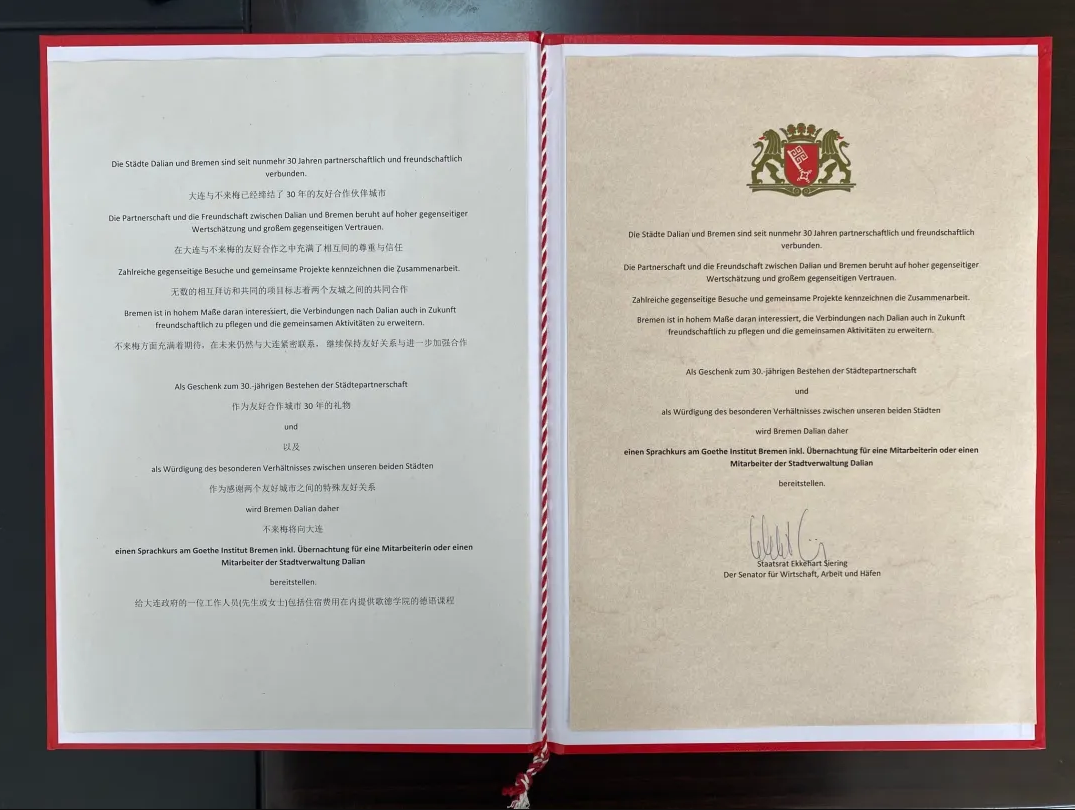 Die Städte Dalian und Bremen sind seit nunmehr 30 Jahren partnerschaftlich und freundschaftlich
verbunden.
大连与不来梅已经缔结了 30 年的友好合作伙伴城市
Die Partnerschaft und die Freundschaft zwischen Dalian und Bremen beruht auf hoher gegenseitiger
Wertschätzung und großem gegenseitigen Vertrauen.
在大连与不来梅的友好合作之中充满了相互间的尊重与信任
Zahlreiche gegenseitige Besuche und gemeinsame Projekte kennzeichnen die Zusammenarbeit.
无数的相互拜访和共同的项目标志着两个友城之间的共同合作
Bremen ist in hohem Maße daran interessiert, die Verbindungen nach Dalian auch in Zukunft
freundschaftlich zu pflegen und die gemeinsamen Aktivitäten zu erweitern.
不来梅方面充满着期待，在未来仍然与大连紧密联系， 继续保持友好关系与进一步加强合作
Als Geschenk zum 30.-jährigen Bestehen der Städtepartnerschaft
作为友好合作城市 30 年的礼物
und
以及
als Würdigung des besonderen Verhältnisses zwischen unseren beiden Städten
作为感谢两个友好城市之间的特殊友好关系
wird Bremen Dalian daher
不来梅将向大连
einen Sprachkurs am Goethe Institut Bremen inkl. Übernachtung für eine Mitarbeiterin oder einen
Mitarbeiter der Stadtverwaltung Dalian
bereitstellen.
给大连政府的一位工作人员(先生或女士)包括住宿费用在内提供歌德学院的德语课程
Die Städte Dalian und Bremen sind seit nunmehr 30 Jahren partnerschaftlich und freundschaftlich
verbunden.
Die Partnerschaft und die Freundschaft zwischen Dalian und Bremen beruht auf hoher gegenseitiger
Wertschätzung und großem gegenseitigen Vertrauen.
Zahlreiche gegenseitige Besuche und gemeinsame Projekte kennzeichnen die Zusammenarbeit.
Bremen ist in hohem Maße daran interessiert, die Verbindungen nach Dalian auch in Zukunft
freundschaftlich zu pflegen und die gemeinsamen Aktivitäten zu erweitern.
Als Geschenk zum 30.-jährigen Bestehen der Städtepartnerschaft
und
als Würdigung des besonderen Verhältnisses zwischen unseren beiden Städten
wird Bremen Dalian daher
einen Sprachkurs am Goethe Institut Bremen inkl. Übernachtung für eine Mitarbeiterin oder einen
Mitarbeiter der Stadtverwaltung Dalian
bereitstellen.
Staatsrat Ekkehart Siering
Der Senator für Wirtschaft, Arbeit und Häfen